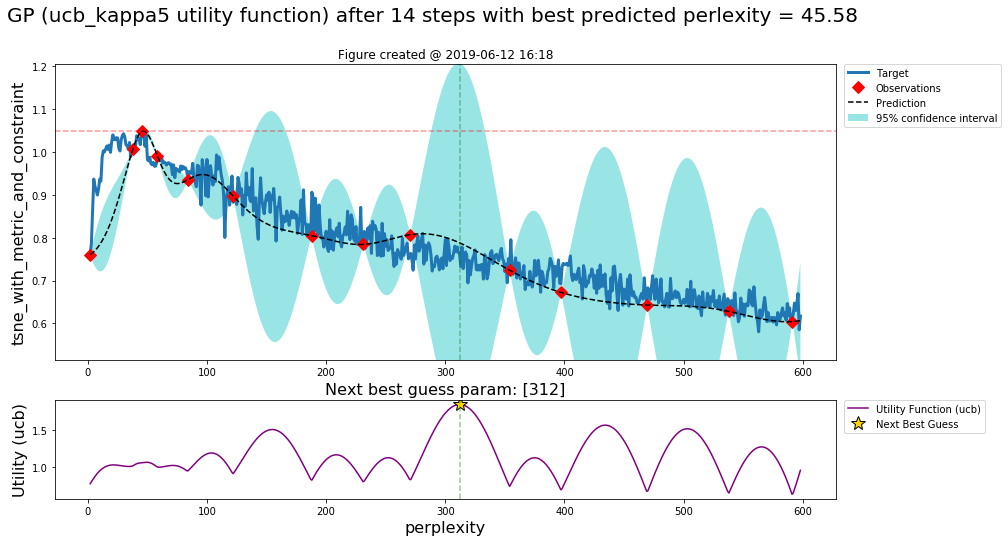 GP (ucb_kappa5 utility function) after 14 steps with best predicted perlexity = 45.58
Figure created @ 2019-06-12 16:18
tsne_with_metric_and_constraint
1.2
1.1
1.0
0.9
0.8
0.7
0.6
0
100
200
300
400
500
600
Target
Observations
Prediction
95% confidence interval
Next best guess param: [312]
Utility (ucb)
1.5
1.0
0
100
200
300
400
500
600
perplexity
Utility Function (ucb)
Next Best Guess